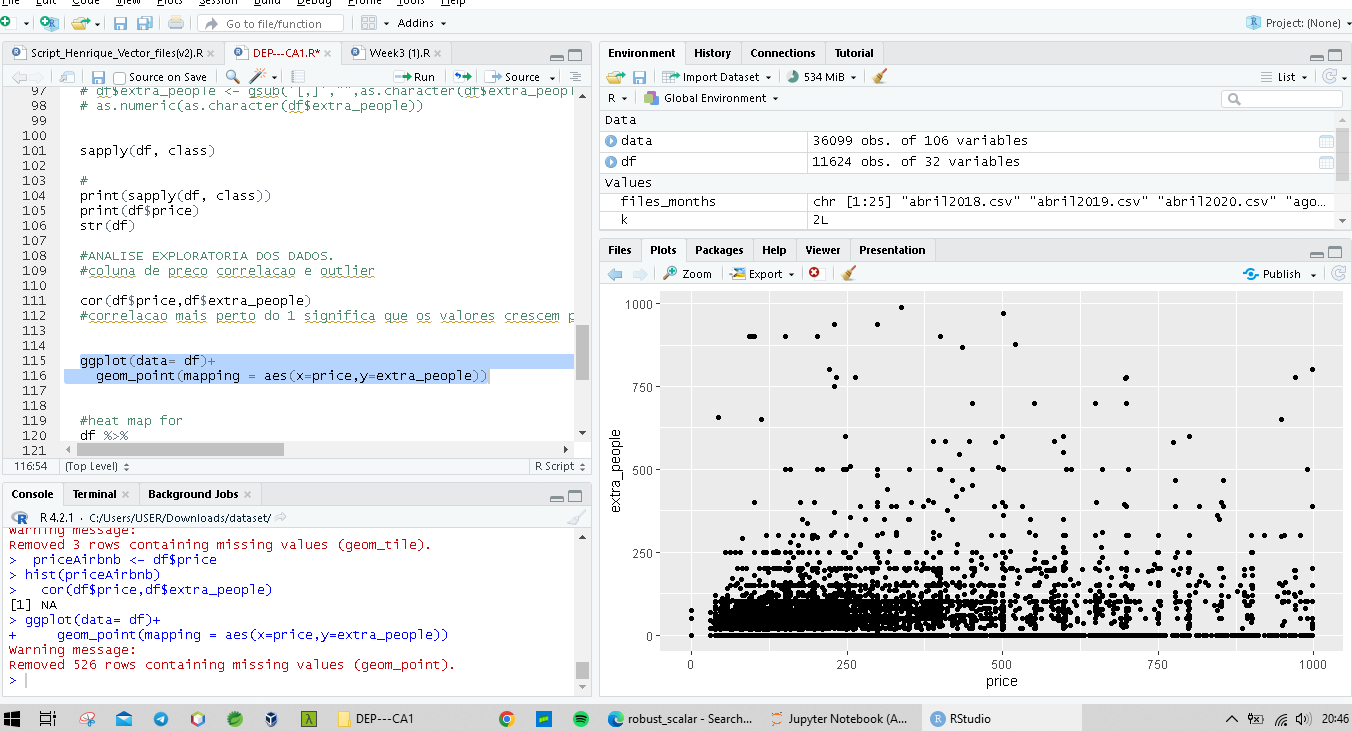 File Edit Code View Plots Session Build Debug Profile Tools Help
Go to file/function
Addins
Project: (None)
Script_Henrique_Vector_files(v2).R
DEP---CA1.R*
Week3 (1).R
Source on Save
Run
Source
97 # df$extra_people <- gsub('[,]',"",as.character(df$extra_peopl
98 # as.numeric(as.character(df$extra_people))
99
100
101 sapply(df, class)
102
103 #
104 print(sapply(df, class))
105 print(df$price)
106 str(df)
107
108 #ANALISE EXPLORATORIA DOS DADOS.
109 #coluna de preco correlacao e outlier
110
111 cor(df$price,df$extra_people)
112 #correlacao mais perto do 1 significa que os valores crescem p
113
114
115 ggplot(data= df)+
116 geom_point(mapping = aes(x=price,y=extra_people))
117
118
119 #heat map for
120 df %>%
121
116:54 (Top Level) R Script
Console Terminal Background Jobs
R 4.2.1 · C:/Users/USER/Downloads/dataset/
Warning message:
Removed 3 rows containing missing values (geom_tile).
> priceAirbnb <- df$price
> hist(priceAirbnb)
> cor(df$price,df$extra_people)
[1] NA
> ggplot(data= df)+
+ geom_point(mapping = aes(x=price,y=extra_people))
Warning message:
Removed 526 rows containing missing values (geom_point).
>
Environment History Connections Tutorial
Import Dataset 534 MiB List
R Global Environment
Data
data 36099 obs. of 106 variables
df 11624 obs. of 32 variables
Values
files_months chr [1:25] "abril2018.csv" "abril2019.csv" "abril2020.csv" "ago…
k 2L
Files Plots Packages Help Viewer Presentation
Zoom Export Publish
1000
750
500
250
0
extra_people
0 250 500 750 1000
price
DEP---CA1
robust_scalar - Search...
Jupyter Notebook (A...
RStudio
20:46